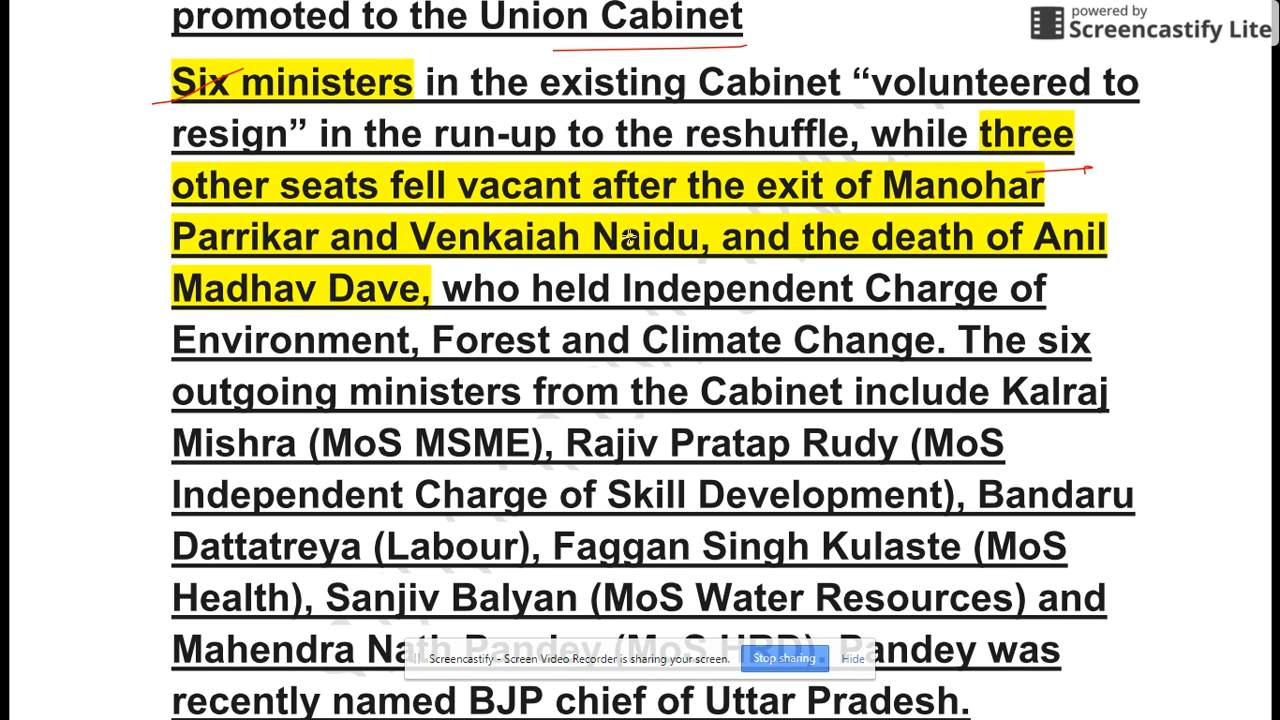 promoted to the Union Cabinet
powered by
Screencastify Lite
Six ministers in the existing Cabinet “volunteered to
resign” in the run-up to the reshuffle, while three
other seats fell vacant after the exit of Manohar
Parrikar and Venkaiah Naidu, and the death of Anil
Madhav Dave, who held Independent Charge of
Environment, Forest and Climate Change. The six
outgoing ministers from the Cabinet include Kalraj
Mishra (MoS MSME), Rajiv Pratap Rudy (MoS
Independent Charge of Skill Development), Bandaru
Dattatreya (Labour), Faggan Singh Kulaste (MoS
Health), Sanjiv Balyan (MoS Water Resources) and
Mahendra Nath Pandey (MoS HRD). Pandey was
Screencastify - Screen Video Recorder is sharing your screen. Stop sharing Hide
recently named BJP chief of Uttar Pradesh.